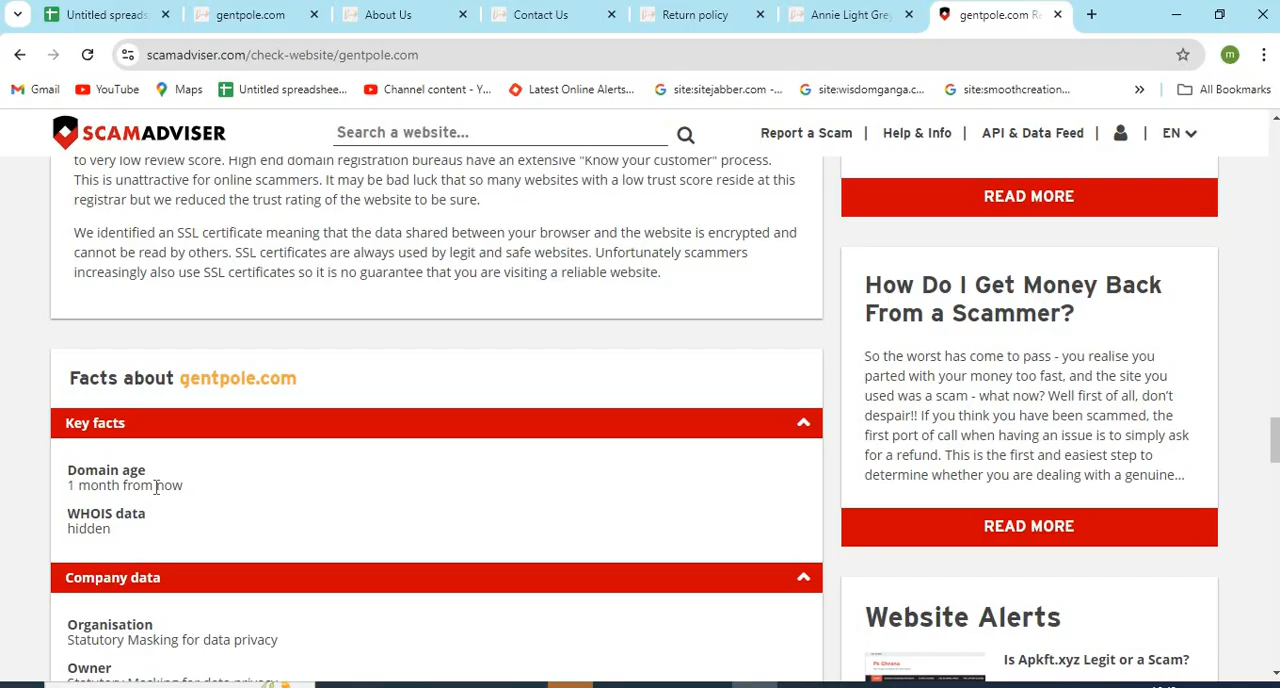 Untitled spreads
gentpole.com
About Us
Contact Us
Return policy
Annie Light Grey
gentpole.com Re
scamadviser.com/check-website/gentpole.com
m
Gmail
YouTube
Maps
Untitled spreadshee...
Channel content - Y...
Latest Online Alerts...
site:sitejabber.com -...
site:wisdomganga.c...
site:smoothcreation...
»
All Bookmarks
SCAMADVISER
Search a website...
Report a Scam
Help & Info
API & Data Feed
EN
to very low review score. High end domain registration bureaus have an extensive "Know your customer" process.
This is unattractive for online scammers. It may be bad luck that so many websites with a low trust score reside at this
registrar but we reduced the trust rating of the website to be sure.
We identified an SSL certificate meaning that the data shared between your browser and the website is encrypted and
cannot be read by others. SSL certificates are always used by legit and safe websites. Unfortunately scammers
increasingly also use SSL certificates so it is no guarantee that you are visiting a reliable website.
Facts about gentpole.com
Key facts
Domain age
1 month from now
WHOIS data
hidden
Company data
Organisation
Statutory Masking for data privacy
Owner
Statutory Masking for data privacy
READ MORE
How Do I Get Money Back
From a Scammer?
So the worst has come to pass - you realise you
parted with your money too fast, and the site you
used was a scam - what now? Well first of all, don't
despair!! If you think you have been scammed, the
first port of call when having an issue is to simply ask
for a refund. This is the first and easiest step to
determine whether you are dealing with a genuine...
READ MORE
Website Alerts
Is Apkft.xyz Legit or a Scam?